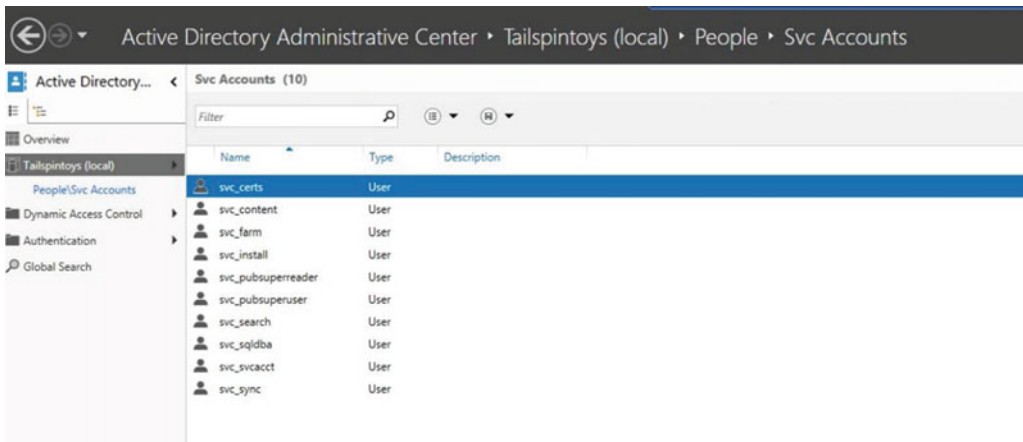 Active Directory Administrative Center ‣ Tailspintoys (local) ‣ People ‣ Svc Accounts
Active Directory...
Overview
Tailspintoys (local)
People\Svc Accounts
Dynamic Access Control
Authentication
Global Search
Svc Accounts (10)
Filter
Name Type Description
svc_certs User
svc_content User
svc_farm User
svc_install User
svc_pubsuperreader User
svc_pubsuperuser User
svc_search User
svc_sqldba User
svc_svcacct User
svc_sync User